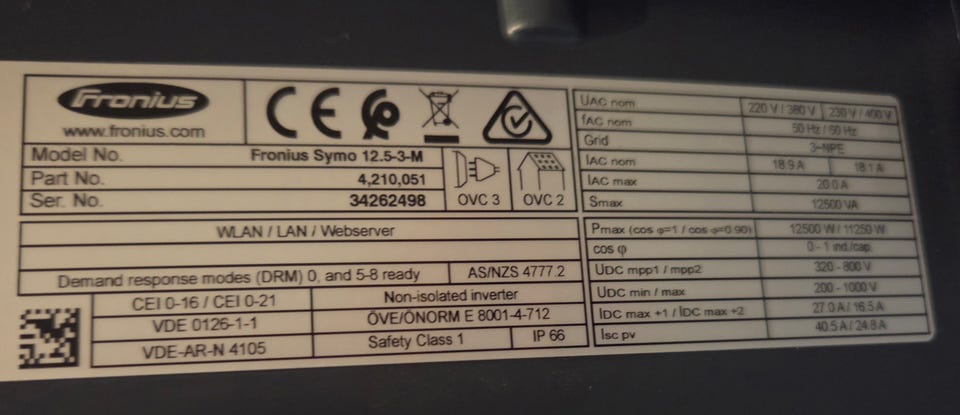 Fronius
www.fronius.com
CE
Model No. Fronius Symo 12.5-3-M
Part No. 4,210,051
Ser. No. 34262498
OVC 3 OVC 2
WLAN / LAN / Webserver
Demand response modes (DRM) 0, and 5-8 ready AS/NZS 4777.2
CEI 0-16 / CEI 0-21 Non-isolated inverter
VDE 0126-1-1 ÖVE/ÖNORM E 8001-4-712
VDE-AR-N 4105 Safety Class 1 IP 66
UAC nom 220 V / 380 V 230 V / 400 V
fAC nom 50 Hz / 60 Hz
Grid 3~NPE
IAC nom 18.9 A 18.1 A
IAC max 20.0 A
Smax 12500 VA
Pmax (cos φ=1 / cos φ=0.90) 12500 W / 11250 W
cos φ 0 - 1 ind./cap.
UDC mpp1 / mpp2 320 - 800 V
UDC min / max 200 - 1000 V
IDC max +1 / IDC max +2 27.0 A / 16.5 A
Isc pv 40.5 A / 24.8 A